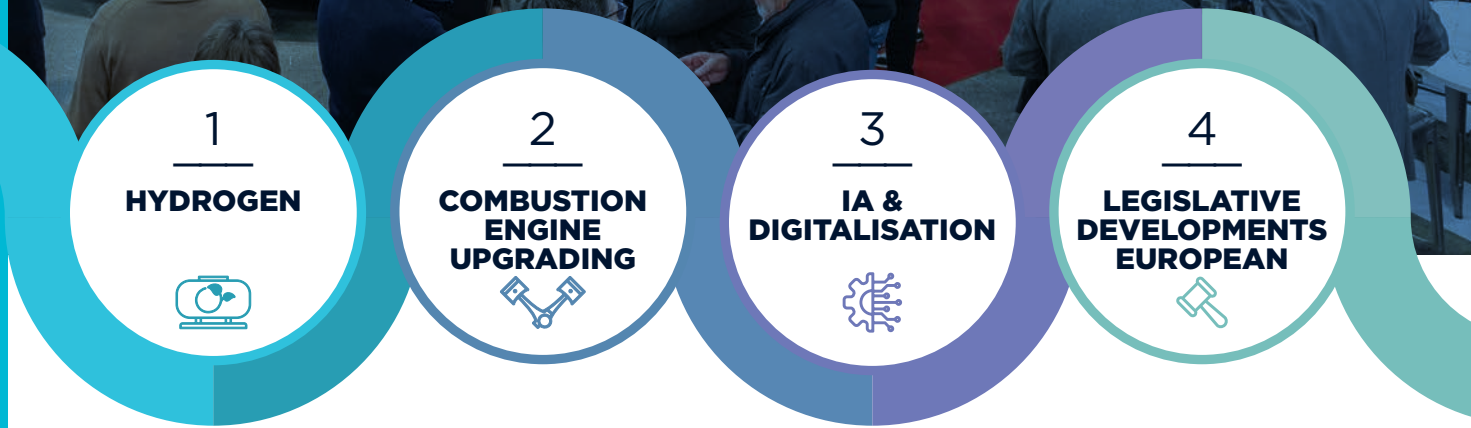 1
HYDROGEN
2
COMBUSTION
ENGINE
UPGRADING
3
IA &
DIGITALISATION
4
LEGISLATIVE
DEVELOPMENTS
EUROPEAN